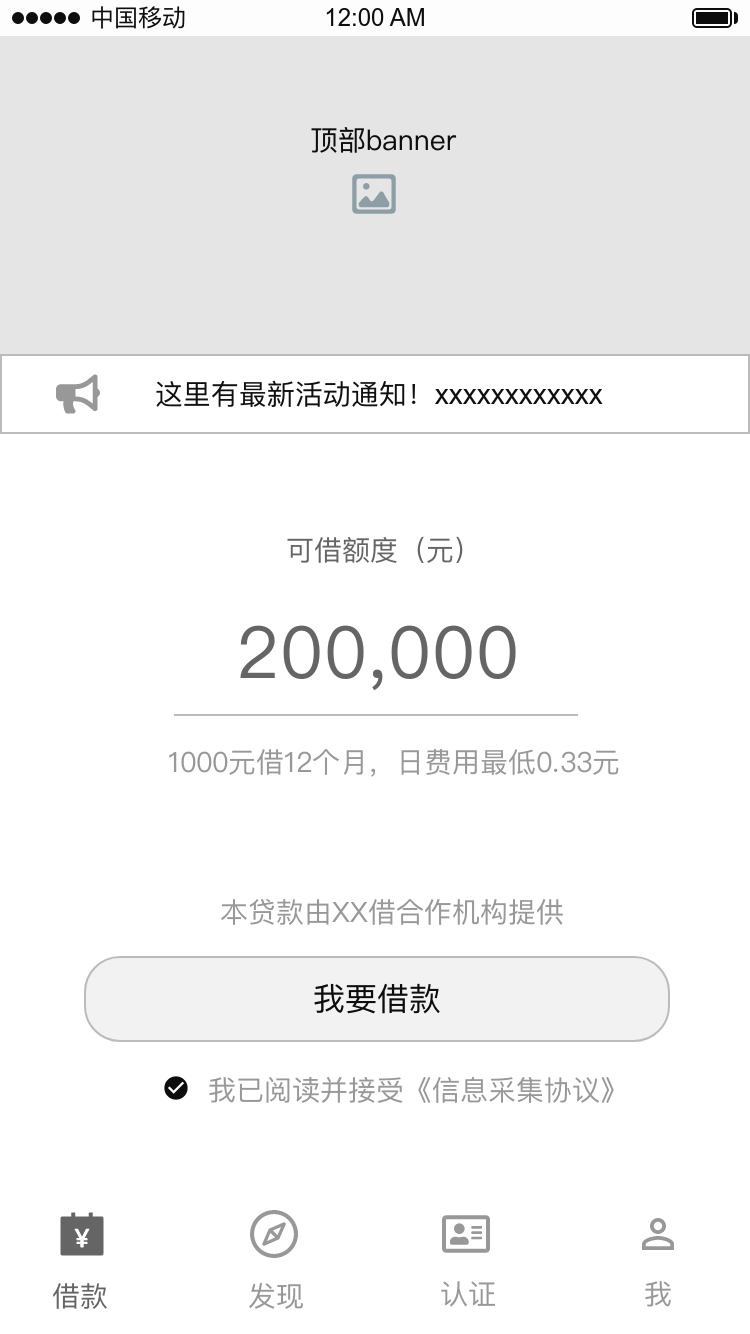 中国移动 12:00 AM
顶部banner
这里有最新活动通知！xxxxxxxxxxxx
可借额度（元）
200,000
1000元借12个月，日费用最低0.33元
本贷款由XX借合作机构提供
我要借款
我已阅读并接受《信息采集协议》
¥
借款 发现 认证 我